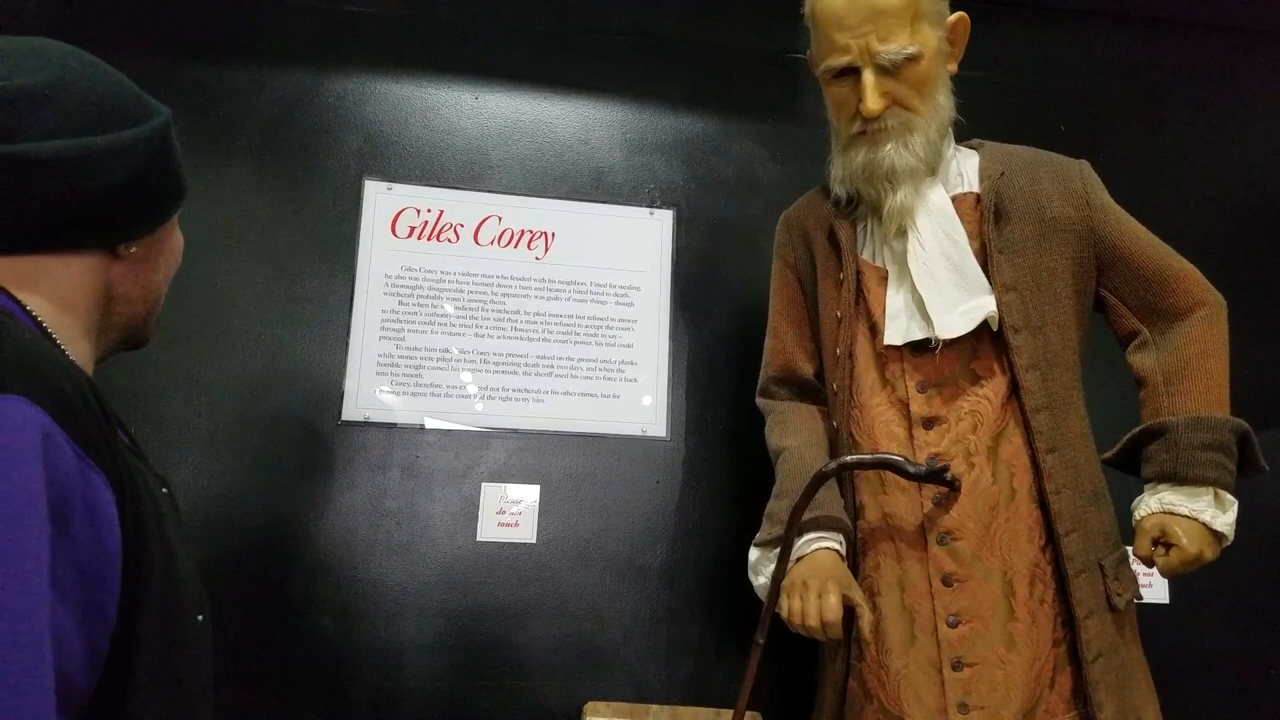 Giles Corey
Giles Corey was a violent man who feuded with his neighbors. Fined for stealing,
he also was thought to have burned down a barn and beaten a hired hand to death.
A thoroughly disagreeable person, he apparently was guilty of many things – though
witchcraft probably wasn't among them.
But when he was indicted for witchcraft, he pled innocent but refused to answer
to the court's authority–and the law said that a man who refused to accept the court's
jurisdiction could not be tried for a crime. However, if he could be made to say –
through torture for instance – that he acknowledged the court's power, his trial could
proceed.
To make him talk, Giles Corey was pressed – staked on the ground under planks
while stones were piled on him. His agonizing death took two days, and when the
horrible weight caused his tongue to protrude, the sheriff used his cane to force it back
into his mouth.
Corey, therefore, was executed not for witchcraft or his other crimes, but for
refusing to agree that the court had the right to try him.
Please
do not
touch
Please
do not
touch